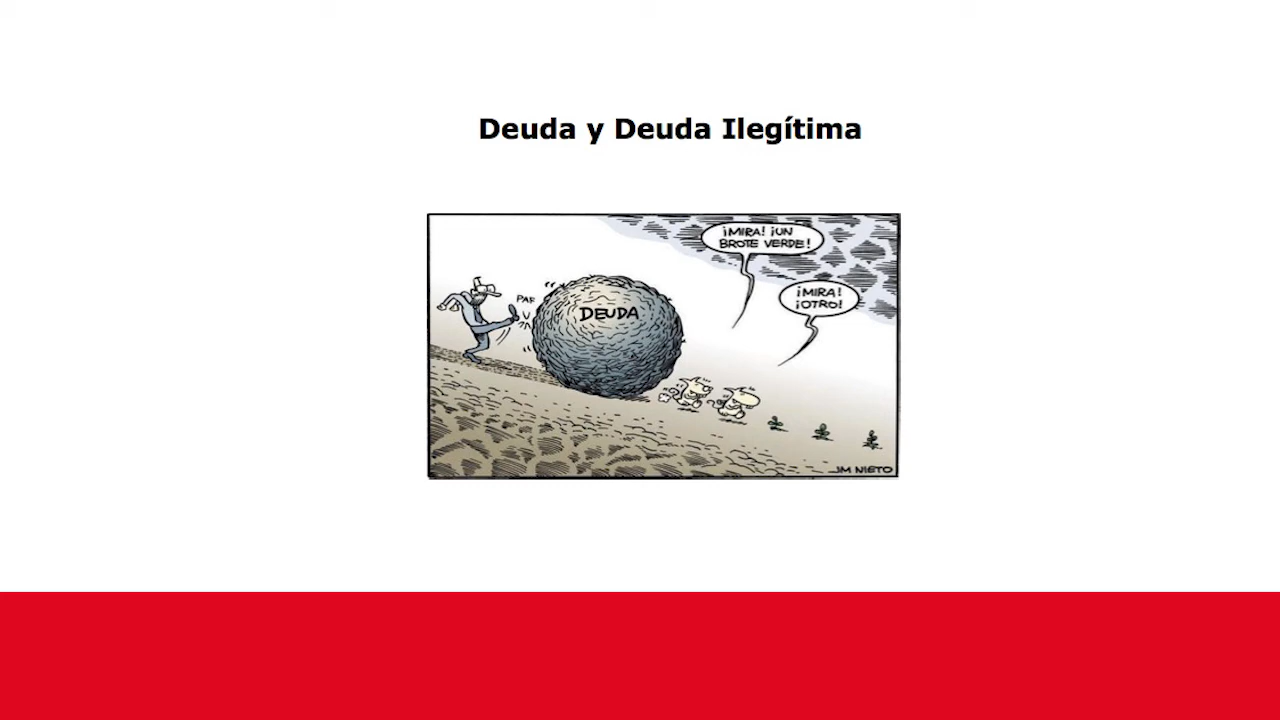 Deuda y Deuda Ilegítima
¡MIRA! ¡UN
BROTE VERDE!
¡MIRA!
¡OTRO!
PAF
DEUDA
JM NIETO